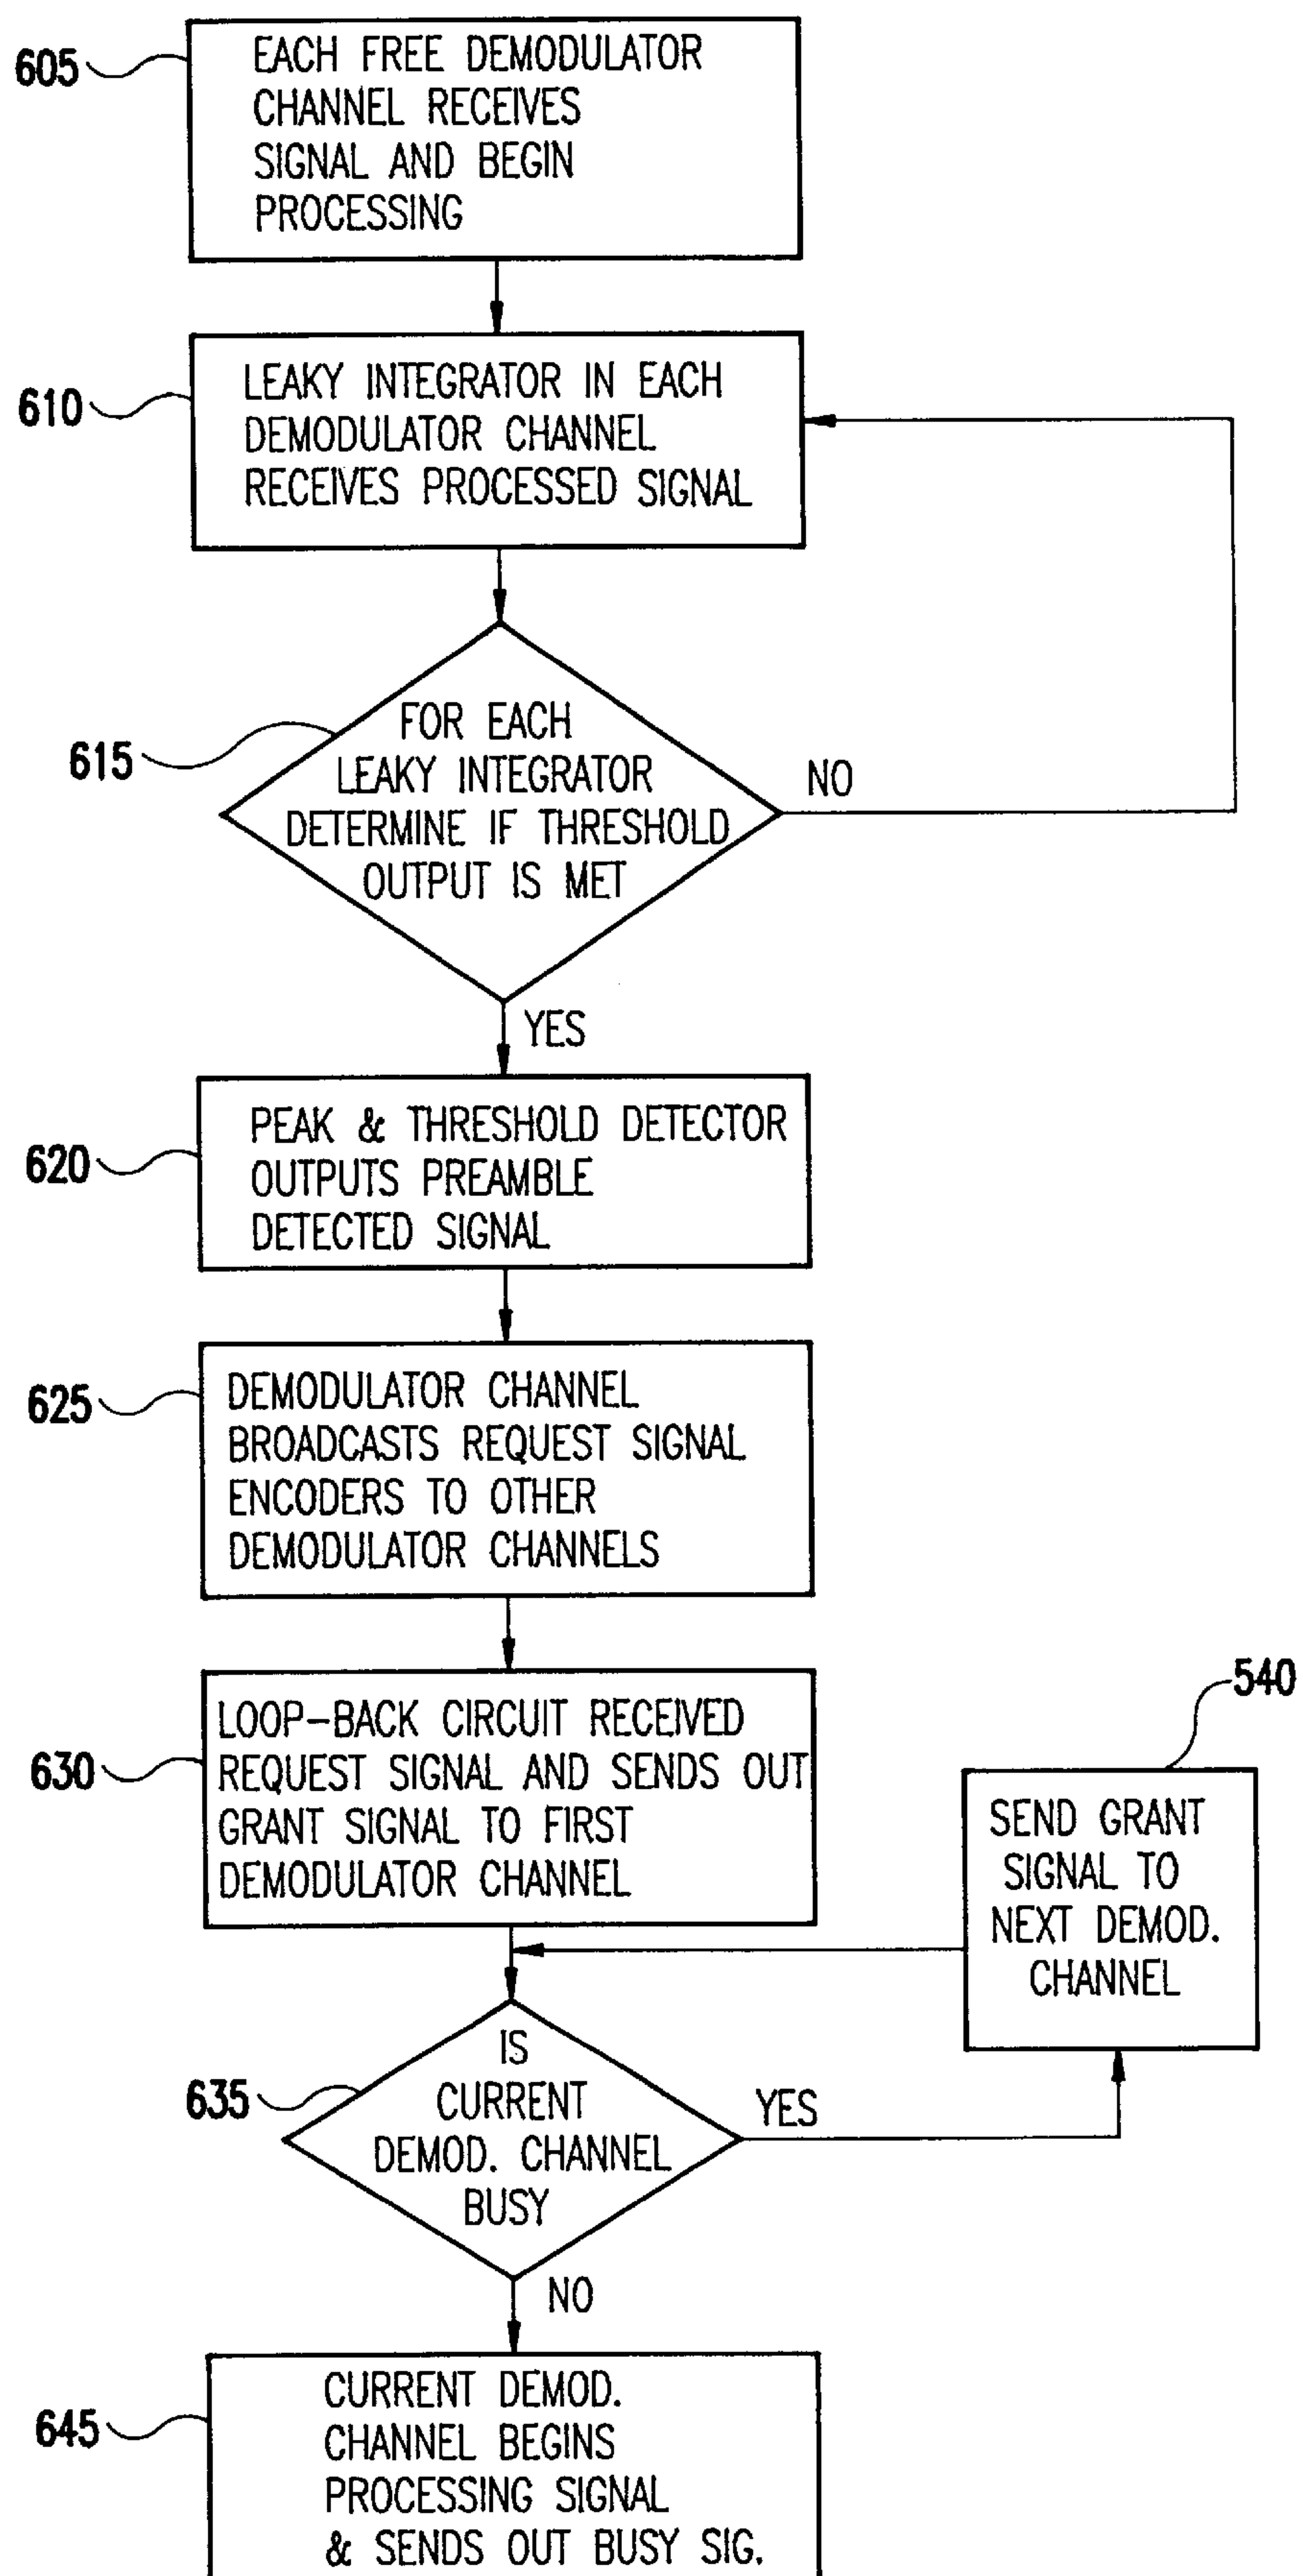 605
EACH FREE DEMODULATOR
CHANNEL RECEIVES
SIGNAL AND BEGIN
PROCESSING
610
LEAKY INTEGRATOR IN EACH
DEMODULATOR CHANNEL
RECEIVES PROCESSED SIGNAL
615
FOR EACH
LEAKY INTEGRATOR
DETERMINE IF THRESHOLD
OUTPUT IS MET
NO
YES
620
PEAK & THRESHOLD DETECTOR
OUTPUTS PREAMBLE
DETECTED SIGNAL
625
DEMODULATOR CHANNEL
BROADCASTS REQUEST SIGNAL
ENCODERS TO OTHER
DEMODULATOR CHANNELS
630
LOOP-BACK CIRCUIT RECEIVED
REQUEST SIGNAL AND SENDS OUT
GRANT SIGNAL TO FIRST
DEMODULATOR CHANNEL
540
SEND GRANT
SIGNAL TO
NEXT DEMOD.
CHANNEL
635
IS
CURRENT
DEMOD. CHANNEL
BUSY
YES
NO
645
CURRENT DEMOD.
CHANNEL BEGINS
PROCESSING SIGNAL
& SENDS OUT BUSY SIG.